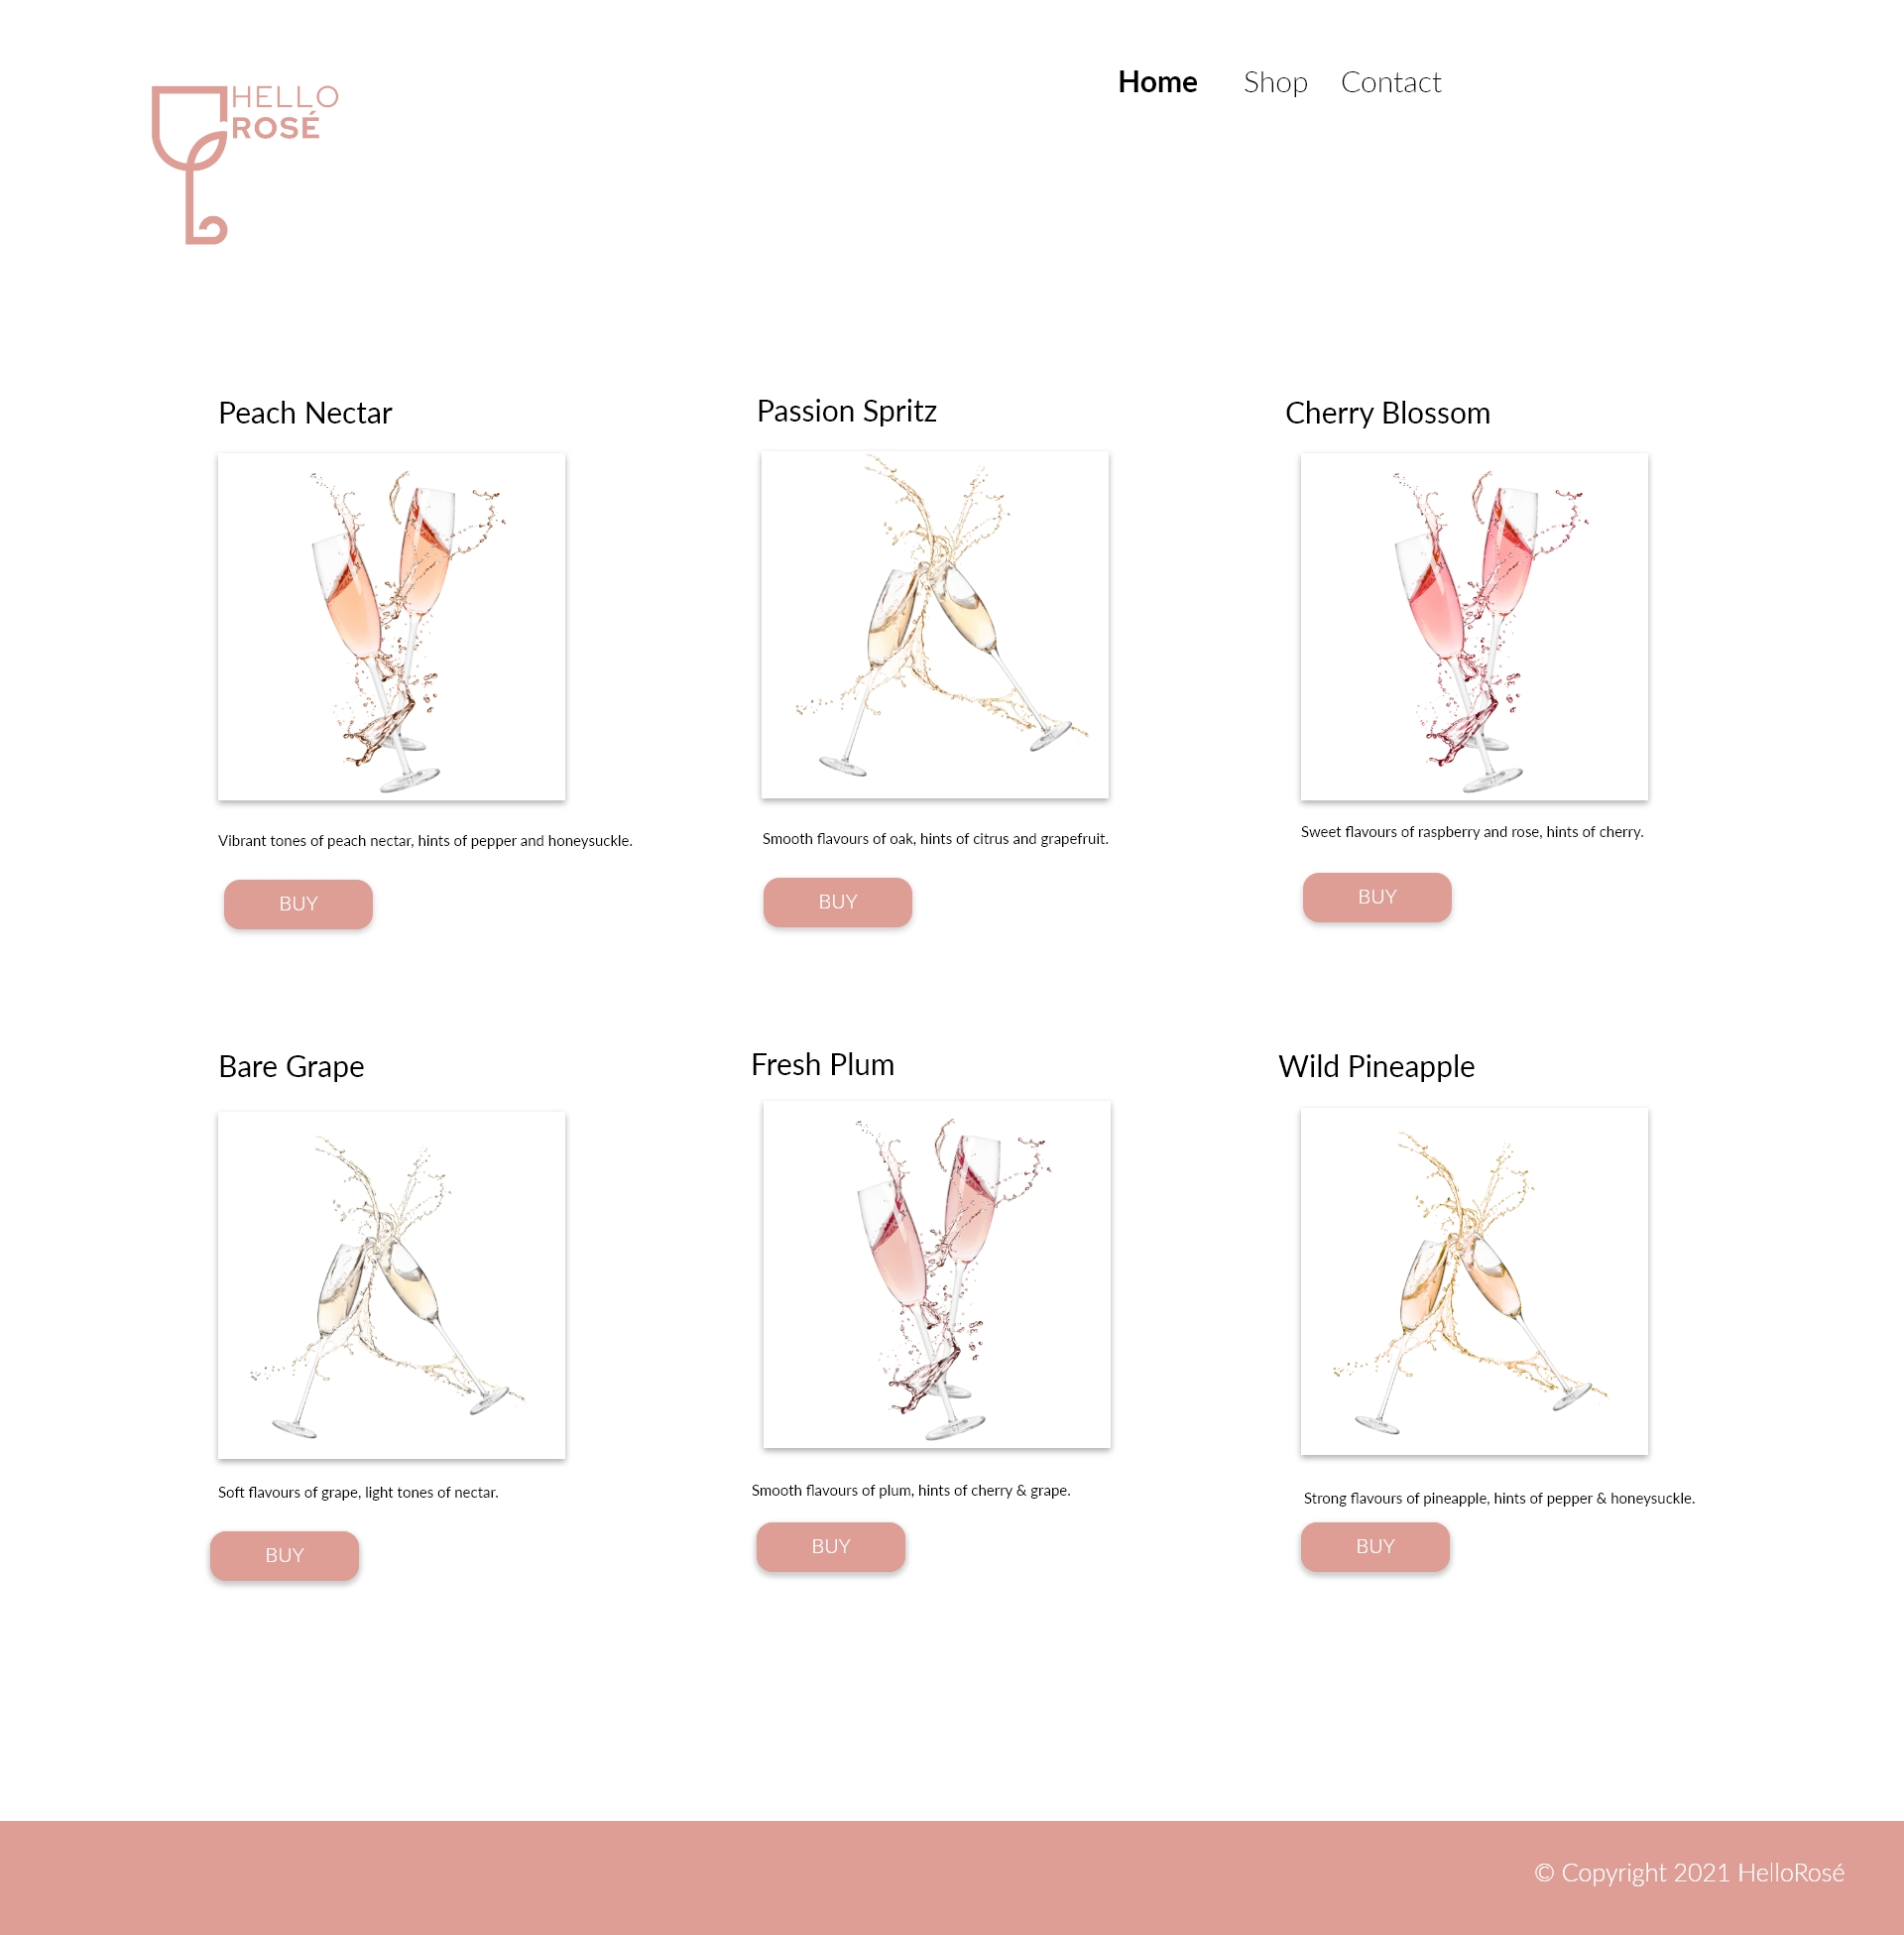 HELLO
ROSÉ
Home Shop Contact
Peach Nectar
Passion Spritz
Cherry Blossom
Vibrant tones of peach nectar, hints of pepper and honeysuckle.
Smooth flavours of oak, hints of citrus and grapefruit.
Sweet flavours of raspberry and rose, hints of cherry.
BUY
BUY
BUY
Bare Grape
Fresh Plum
Wild Pineapple
Soft flavours of grape, light tones of nectar.
Smooth flavours of plum, hints of cherry & grape.
Strong flavours of pineapple, hints of pepper & honeysuckle.
BUY
BUY
BUY
© Copyright 2021 HelloRosé